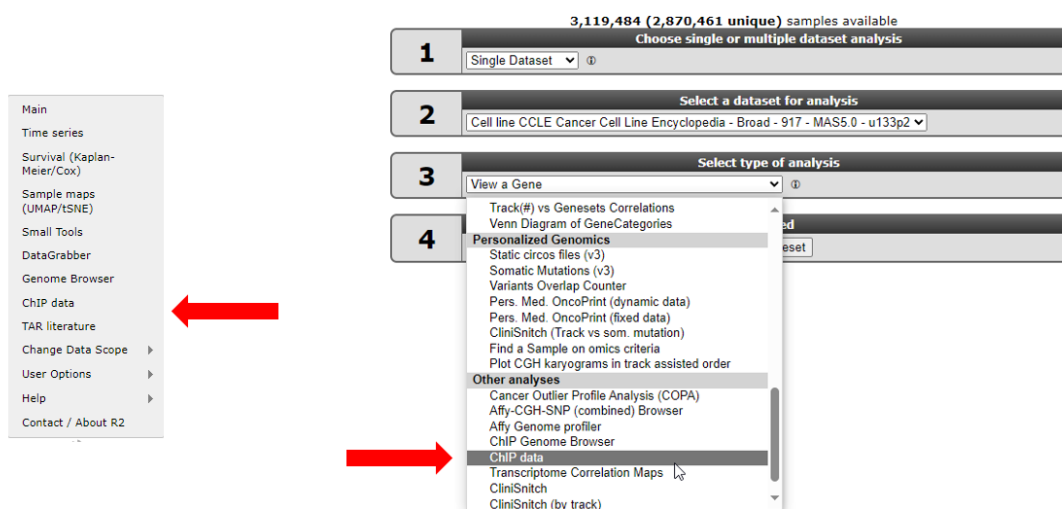 3,119,484 (2,870,461 unique) samples available
1
Choose single or multiple dataset analysis
Single Dataset
2
Select a dataset for analysis
Cell line CCLE Cancer Cell Line Encyclopedia - Broad - 917 - MAS5.0 - u133p2
3
Select type of analysis
View a Gene
4
Track(#) vs Genesets Correlations
Venn Diagram of GeneCategories
Personalized Genomics
Static circos files (v3)
Somatic Mutations (v3)
Variants Overlap Counter
Pers. Med. OncoPrint (dynamic data)
Pers. Med. OncoPrint (fixed data)
CliniSnitch (Track vs som. mutation)
Find a Sample on omics criteria
Plot CGH karyograms in track assisted order
Other analyses
Cancer Outlier Profile Analysis (COPA)
Affy-CGH-SNP (combined) Browser
Affy Genome profiler
ChIP Genome Browser
ChIP data
Transcriptome Correlation Maps
CliniSnitch
CliniSnitch (by track)
Main
Time series
Survival (Kaplan-
Meier/Cox)
Sample maps
(UMAP/tSNE)
Small Tools
DataGrabber
Genome Browser
ChIP data
TAR literature
Change Data Scope
User Options
Help
Contact / About R2